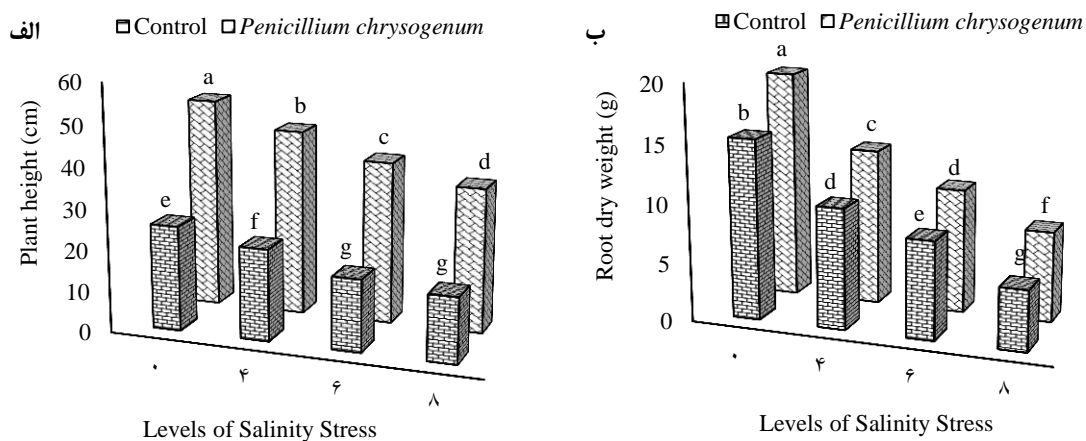 الف
Control Penicillium chrysogenum
Plant height (cm)
60
50
40
30
20
10
0
a
b
c
d
e
f
g
g
۰
۴
۶
۸
Levels of Salinity Stress
ب
Control Penicillium chrysogenum
Root dry weight (g)
20
15
10
5
0
a
b
c
d
d
e
f
g
۰
۴
۶
۸
Levels of Salinity Stress